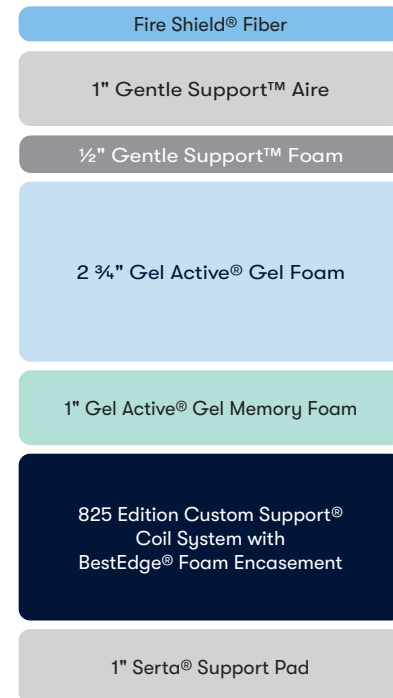 Fire Shield® Fiber
1" Gentle Support™ Aire
½" Gentle Support™ Foam
2 ¾" Gel Active® Gel Foam
1" Gel Active® Gel Memory Foam
825 Edition Custom Support®
Coil System with
BestEdge® Foam Encasement
1" Serta® Support Pad